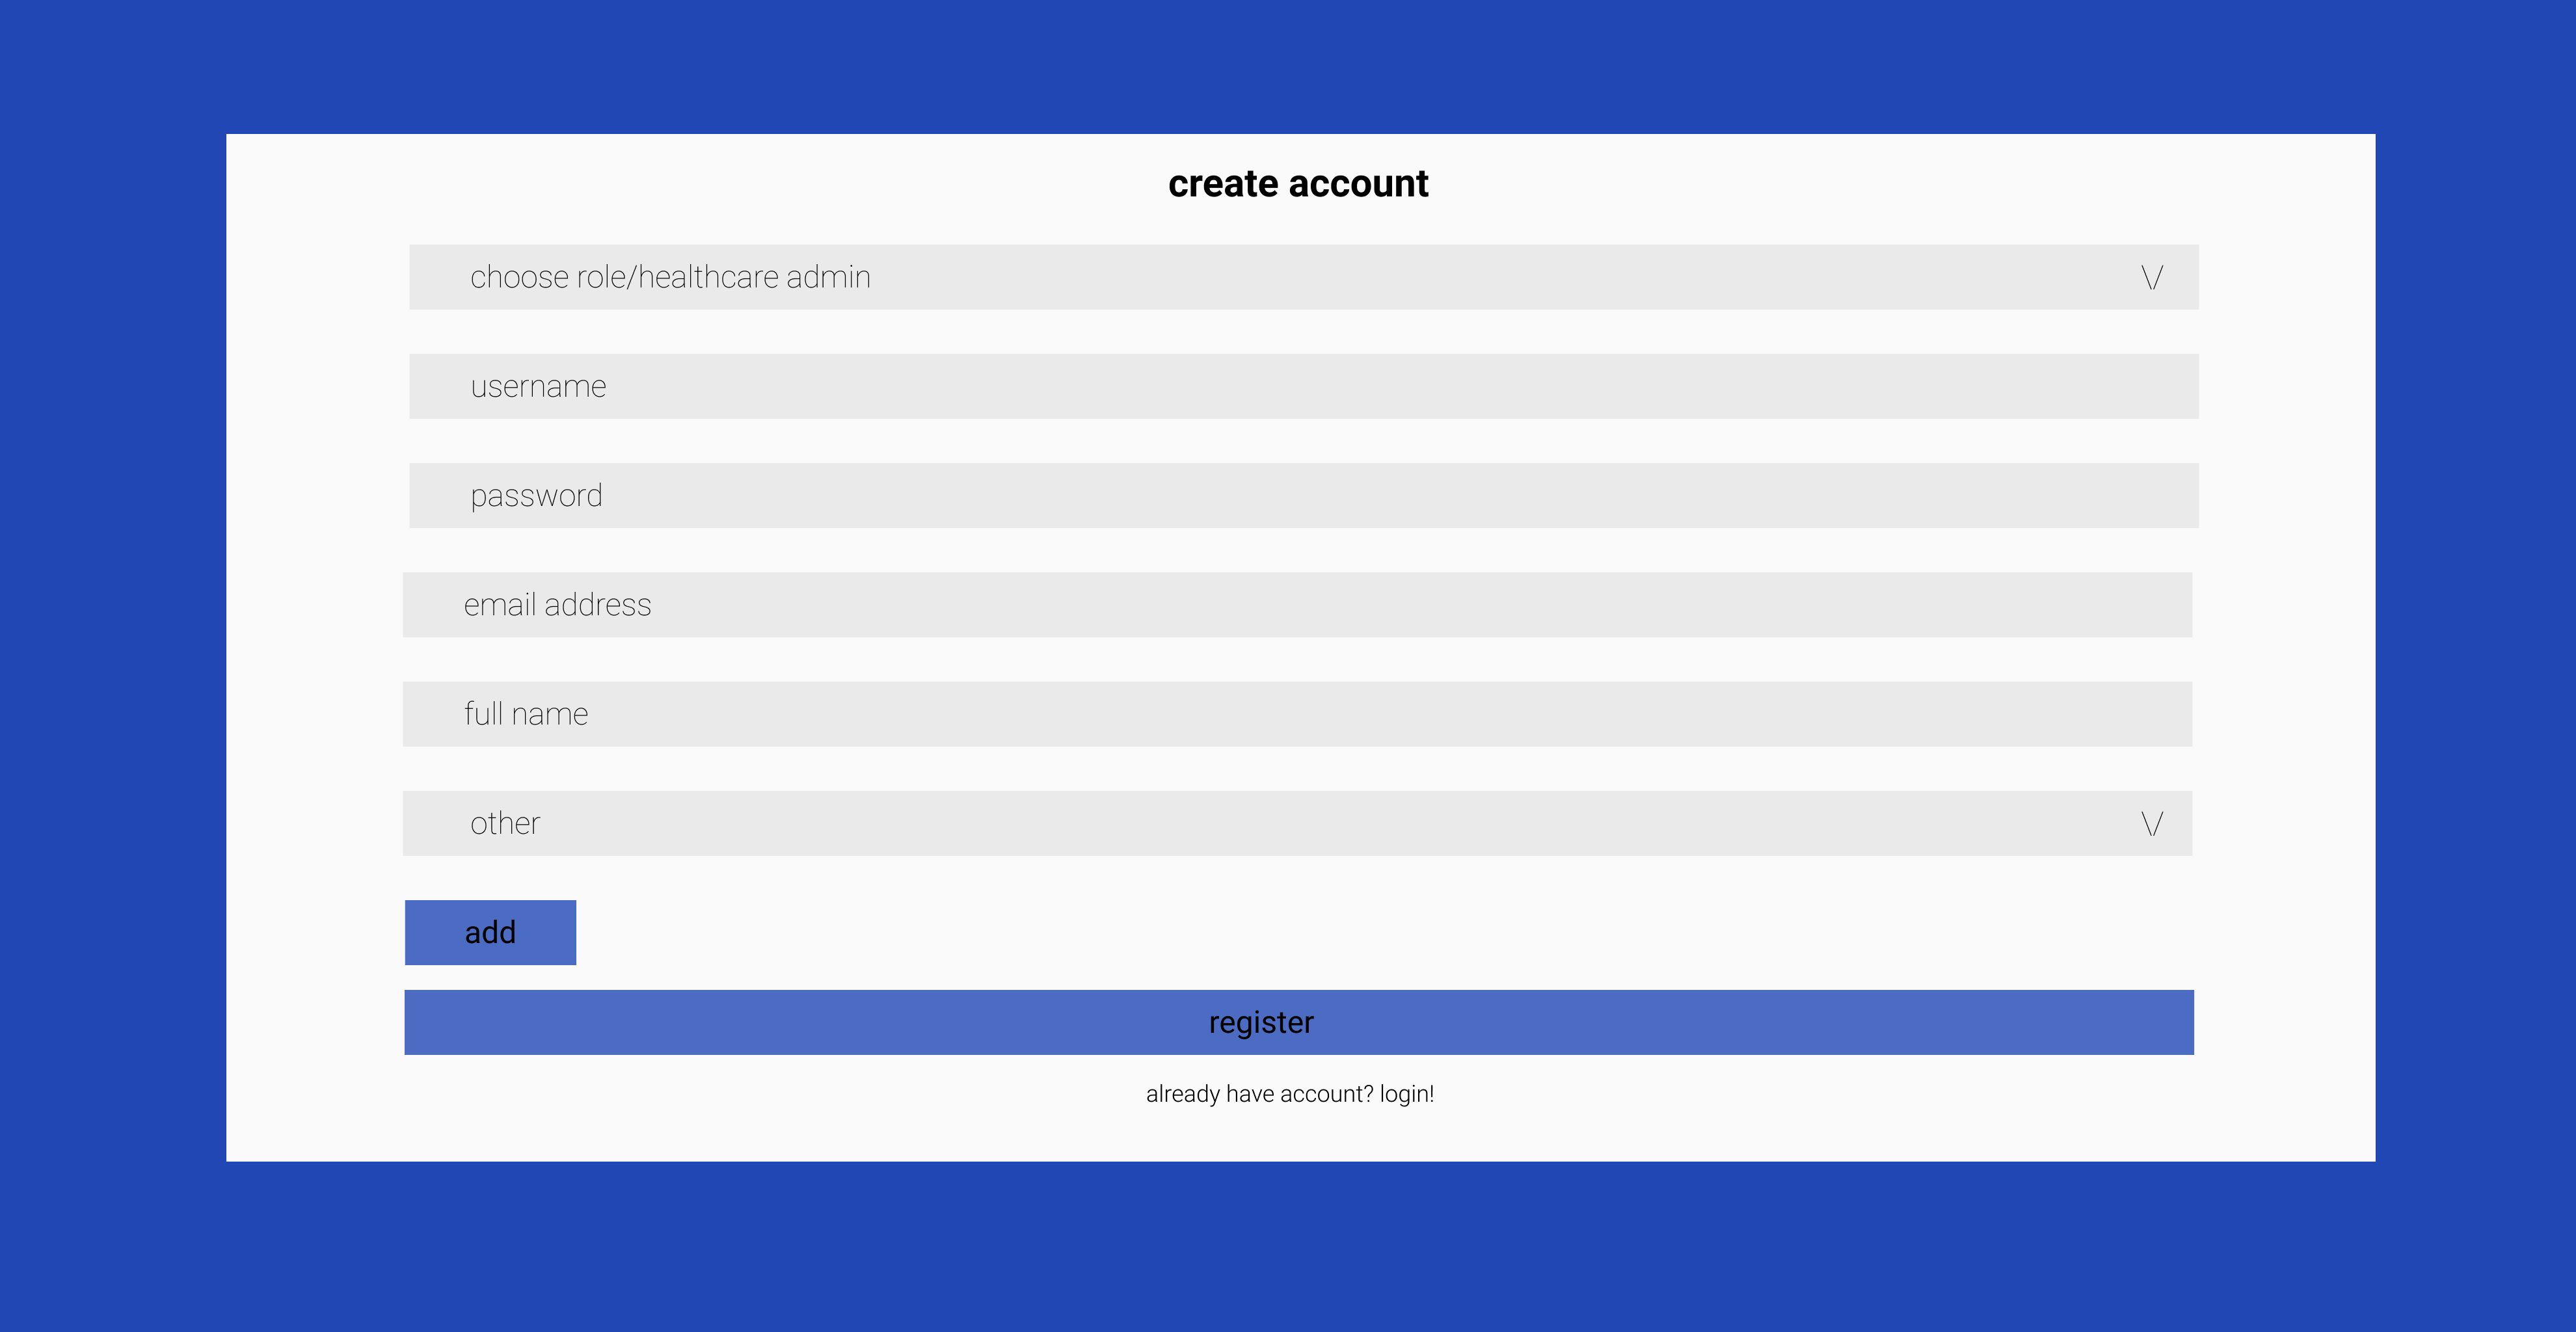 create account
choose role/healthcare admin \/
username
password
email address
full name
other \/
add
register
already have account? login!